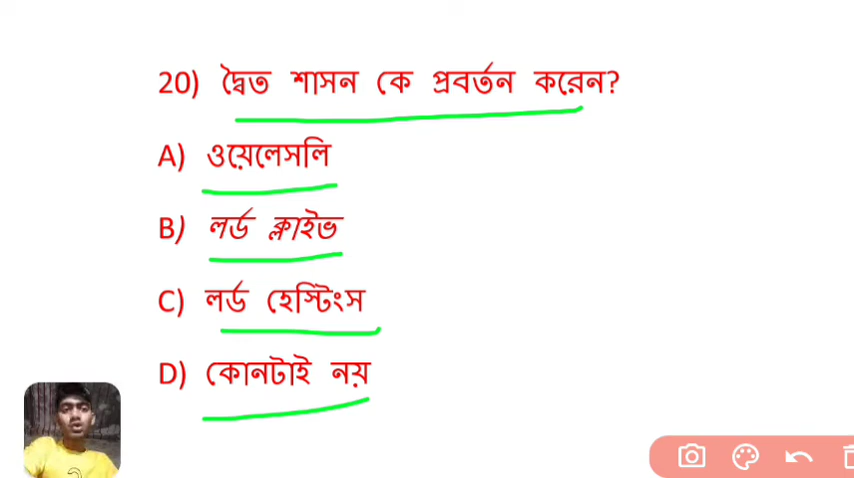 20) দ্বৈত শাসন কে প্রবর্তন করেন?
A) ওয়েলেসলি
B) লর্ড ক্লাইভ
C) লর্ড হেস্টিংস
D) কোনটাই নয়